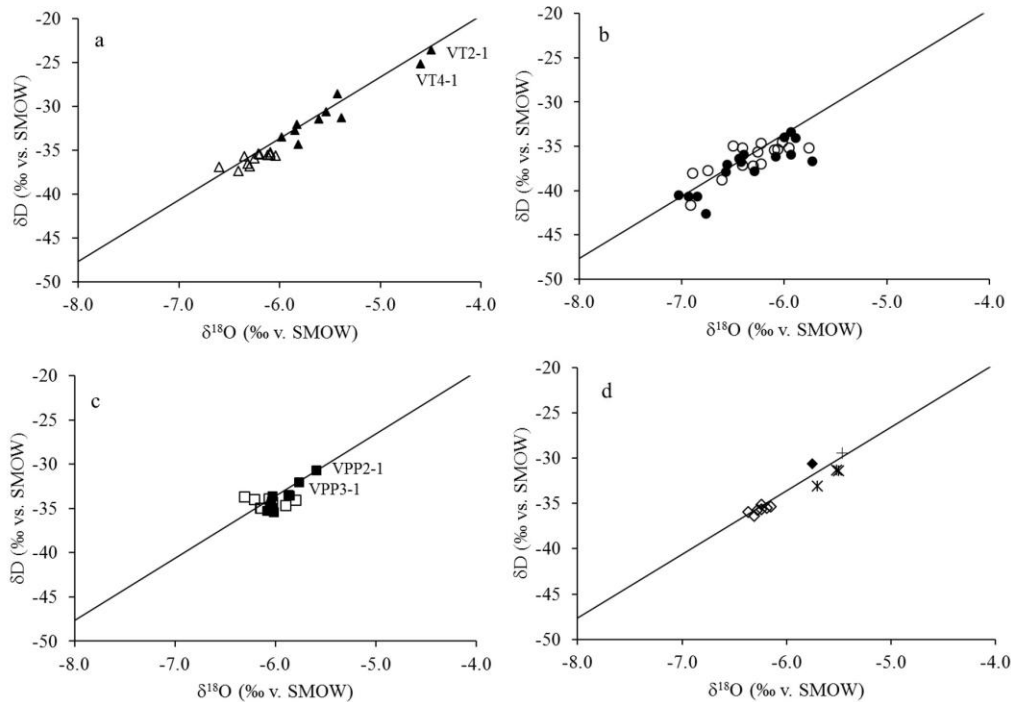 a
-20
-25
-30
-35
-40
-45
-50
δD (‰ vs. SMOW)
VT2-1
VT4-1
-8.0 -7.0 -6.0 -5.0 -4.0
δ18O (‰ v. SMOW)
b
-20
-25
-30
-35
-40
-45
-50
δD (‰ vs. SMOW)
-8.0 -7.0 -6.0 -5.0 -4.0
δ18O (‰ v. SMOW)
c
-20
-25
-30
-35
-40
-45
-50
δD (‰ vs. SMOW)
VPP2-1
VPP3-1
-8.0 -7.0 -6.0 -5.0 -4.0
δ18O (‰ v. SMOW)
d
-20
-25
-30
-35
-40
-45
-50
δD (‰ vs. SMOW)
-8.0 -7.0 -6.0 -5.0 -4.0
δ18O (‰ v. SMOW)